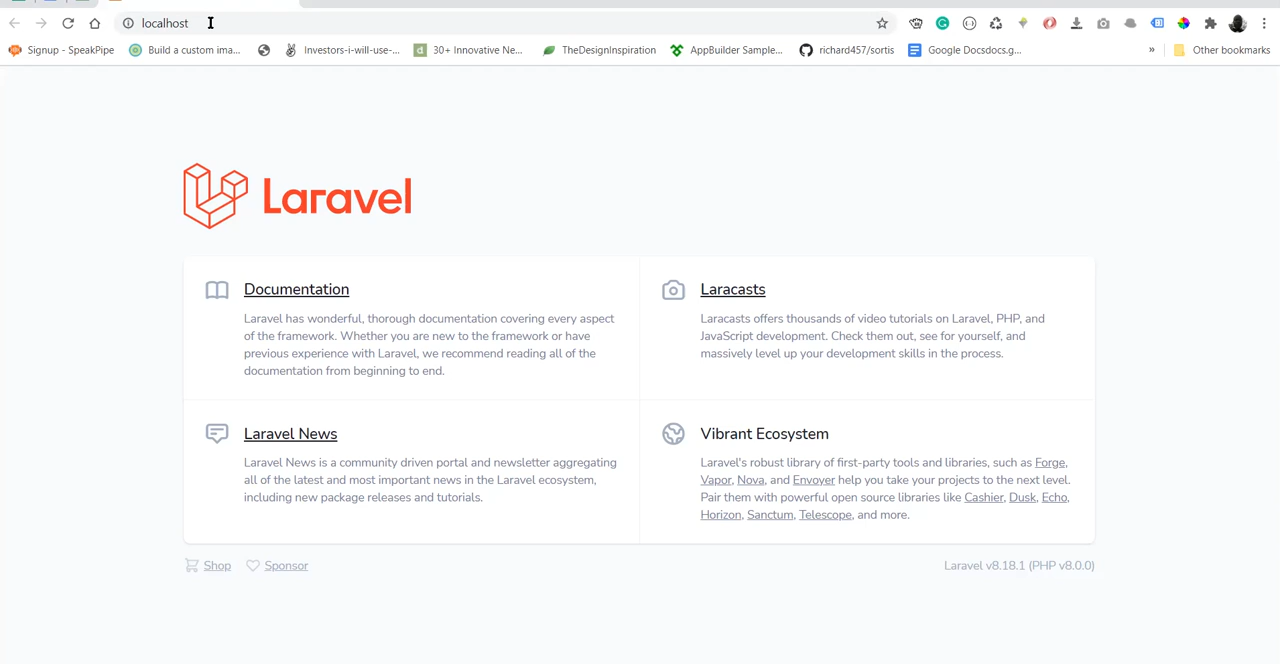 localhost
Signup - SpeakPipe
Build a custom ima...
Investors-i-will-use-...
30+ Innovative Ne...
TheDesignInspiration
AppBuilder Sample...
richard457/sortis
Google Docsdocs.g...
»
Other bookmarks
Laravel
Documentation
Laravel has wonderful, thorough documentation covering every aspect
of the framework. Whether you are new to the framework or have
previous experience with Laravel, we recommend reading all of the
documentation from beginning to end.
Laracasts
Laracasts offers thousands of video tutorials on Laravel, PHP, and
JavaScript development. Check them out, see for yourself, and
massively level up your development skills in the process.
Laravel News
Laravel News is a community driven portal and newsletter aggregating
all of the latest and most important news in the Laravel ecosystem,
including new package releases and tutorials.
Vibrant Ecosystem
Laravel's robust library of first-party tools and libraries, such as Forge,
Vapor, Nova, and Envoyer help you take your projects to the next level.
Pair them with powerful open source libraries like Cashier, Dusk, Echo,
Horizon, Sanctum, Telescope, and more.
Shop
Sponsor
Laravel v8.18.1 (PHP v8.0.0)